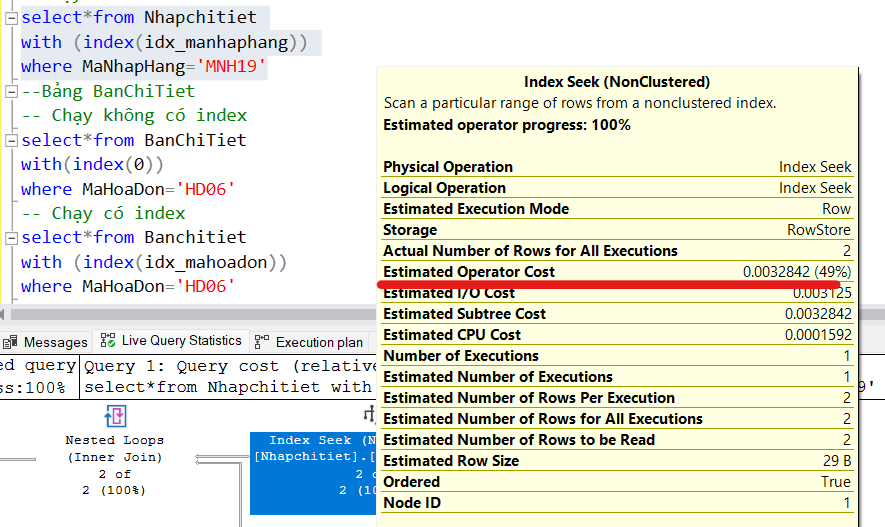 select*from Nhapchitiet
with (index(idx_manhaphang))
where MaNhapHang='MNH19'
--Bảng BanChiTiet
-- Chạy không có index
select*from BanChiTiet
with(index(0))
where MaHoaDon='HD06'
-- Chạy có index
select*from Banchitiet
with (index(idx_mahoadon))
where MaHoaDon='HD06'
Index Seek (NonClustered)
Scan a particular range of rows from a nonclustered index.
Estimated operator progress: 100%
Physical Operation Index Seek
Logical Operation Index Seek
Estimated Execution Mode Row
Storage RowStore
Actual Number of Rows for All Executions 2
Estimated Operator Cost 0.0032842 (49%)
Estimated I/O Cost 0.003125
Estimated Subtree Cost 0.0032842
Estimated CPU Cost 0.0001592
Number of Executions 1
Estimated Number of Executions 1
Estimated Number of Rows Per Execution 2
Estimated Number of Rows for All Executions 2
Estimated Number of Rows to be Read 2
Estimated Row Size 29 B
Ordered True
Node ID 1
Messages Live Query Statistics Execution plan
ed query Query 1: Query cost (relative
ss:100% select*from Nhapchitiet with 9'
Nested Loops
(Inner Join)
2 of
2 (100%)
Index Seek (N
[Nhapchitiet].[
2 o
2 (10